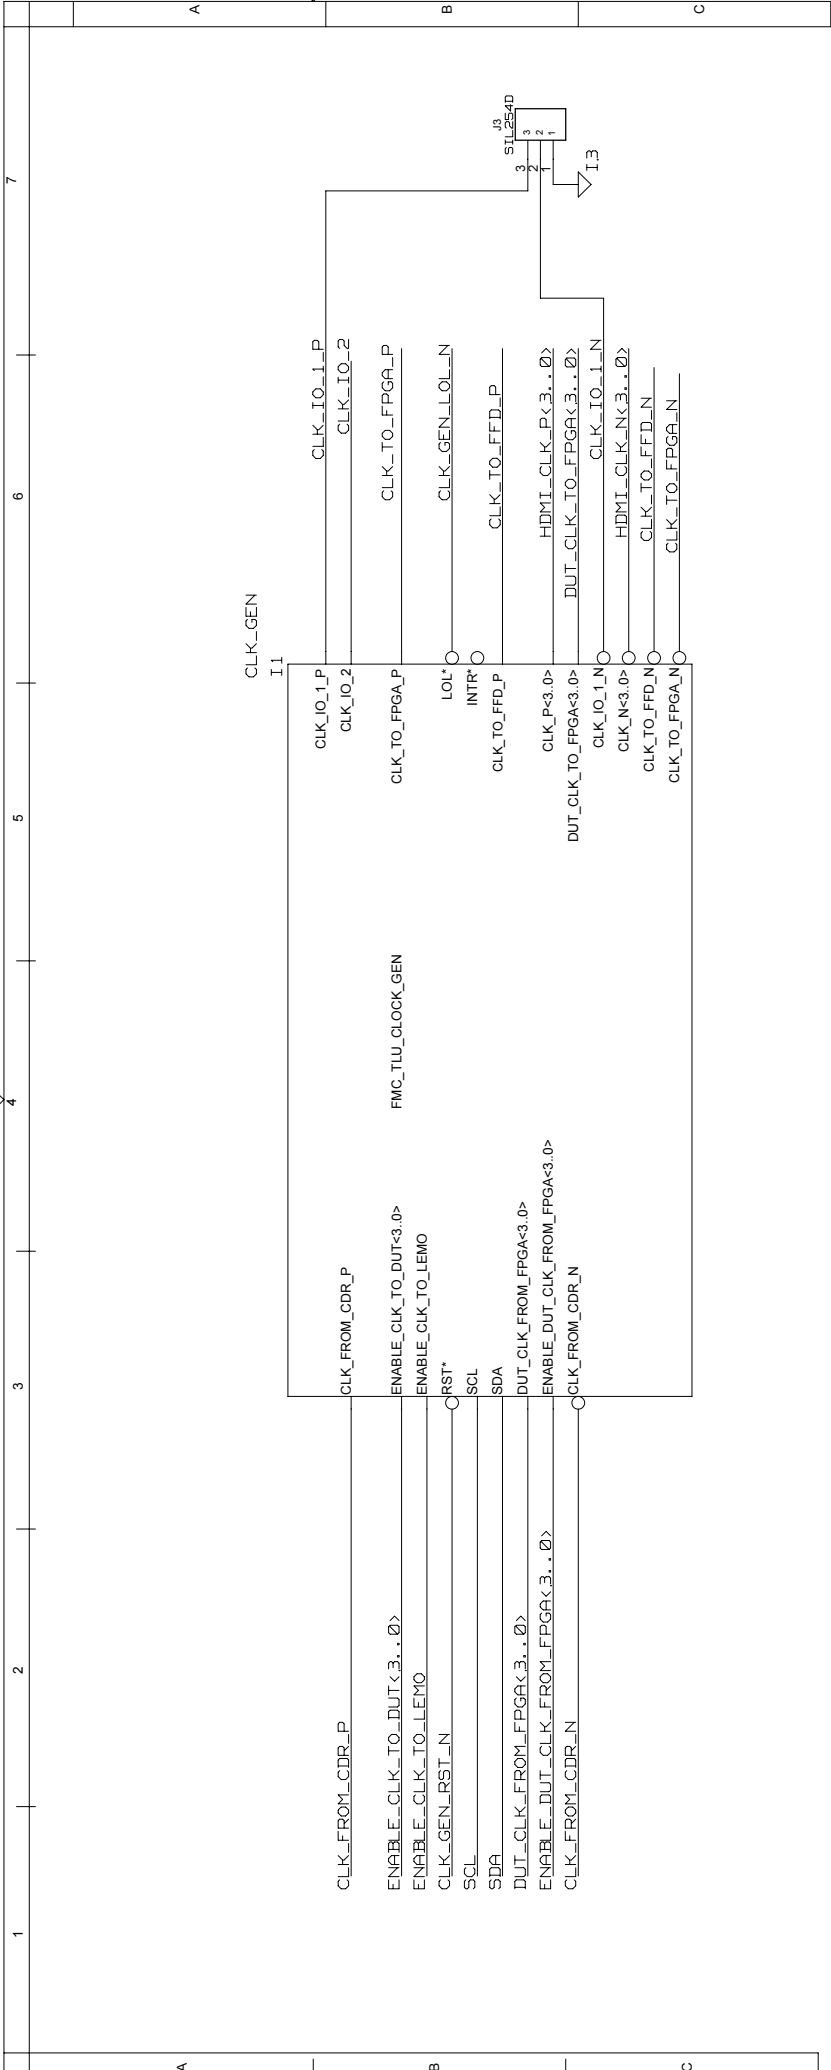 A
B
C
7
6
5
4
3
2
1
A
B
C
J3
SIL254D
3
2
1
3
2
1
I3
CLK_GEN
I1
FMC_TLU_CLOCK_GEN
CLK_FROM_CDR_P
ENABLE_CLK_TO_DUT<3..0>
ENABLE_CLK_TO_LEMO
CLK_GEN_RST_N
SCL
SDA
DUT_CLK_FROM_FPGA<3..0>
ENABLE_DUT_CLK_FROM_FPGA<3..0>
CLK_FROM_CDR_N
CLK_FROM_CDR_P
ENABLE_CLK_TO_DUT<3..0>
ENABLE_CLK_TO_LEMO
RST*
SCL
SDA
DUT_CLK_FROM_FPGA<3..0>
ENABLE_DUT_CLK_FROM_FPGA<3..0>
CLK_FROM_CDR_N
CLK_IO_1_P
CLK_IO_2
CLK_TO_FPGA_P
LOL*
INTR*
CLK_TO_FFD_P
CLK_P<3..0>
DUT_CLK_TO_FPGA<3..0>
CLK_IO_1_N
CLK_N<3..0>
CLK_TO_FFD_N
CLK_TO_FPGA_N
CLK_IO_1_P
CLK_IO_2
CLK_TO_FPGA_P
CLK_GEN_LOL_N
CLK_TO_FFD_P
HDMI_CLK_P<3..0>
DUT_CLK_TO_FPGA<3..0>
CLK_IO_1_N
HDMI_CLK_N<3..0>
CLK_TO_FFD_N
CLK_TO_FPGA_N